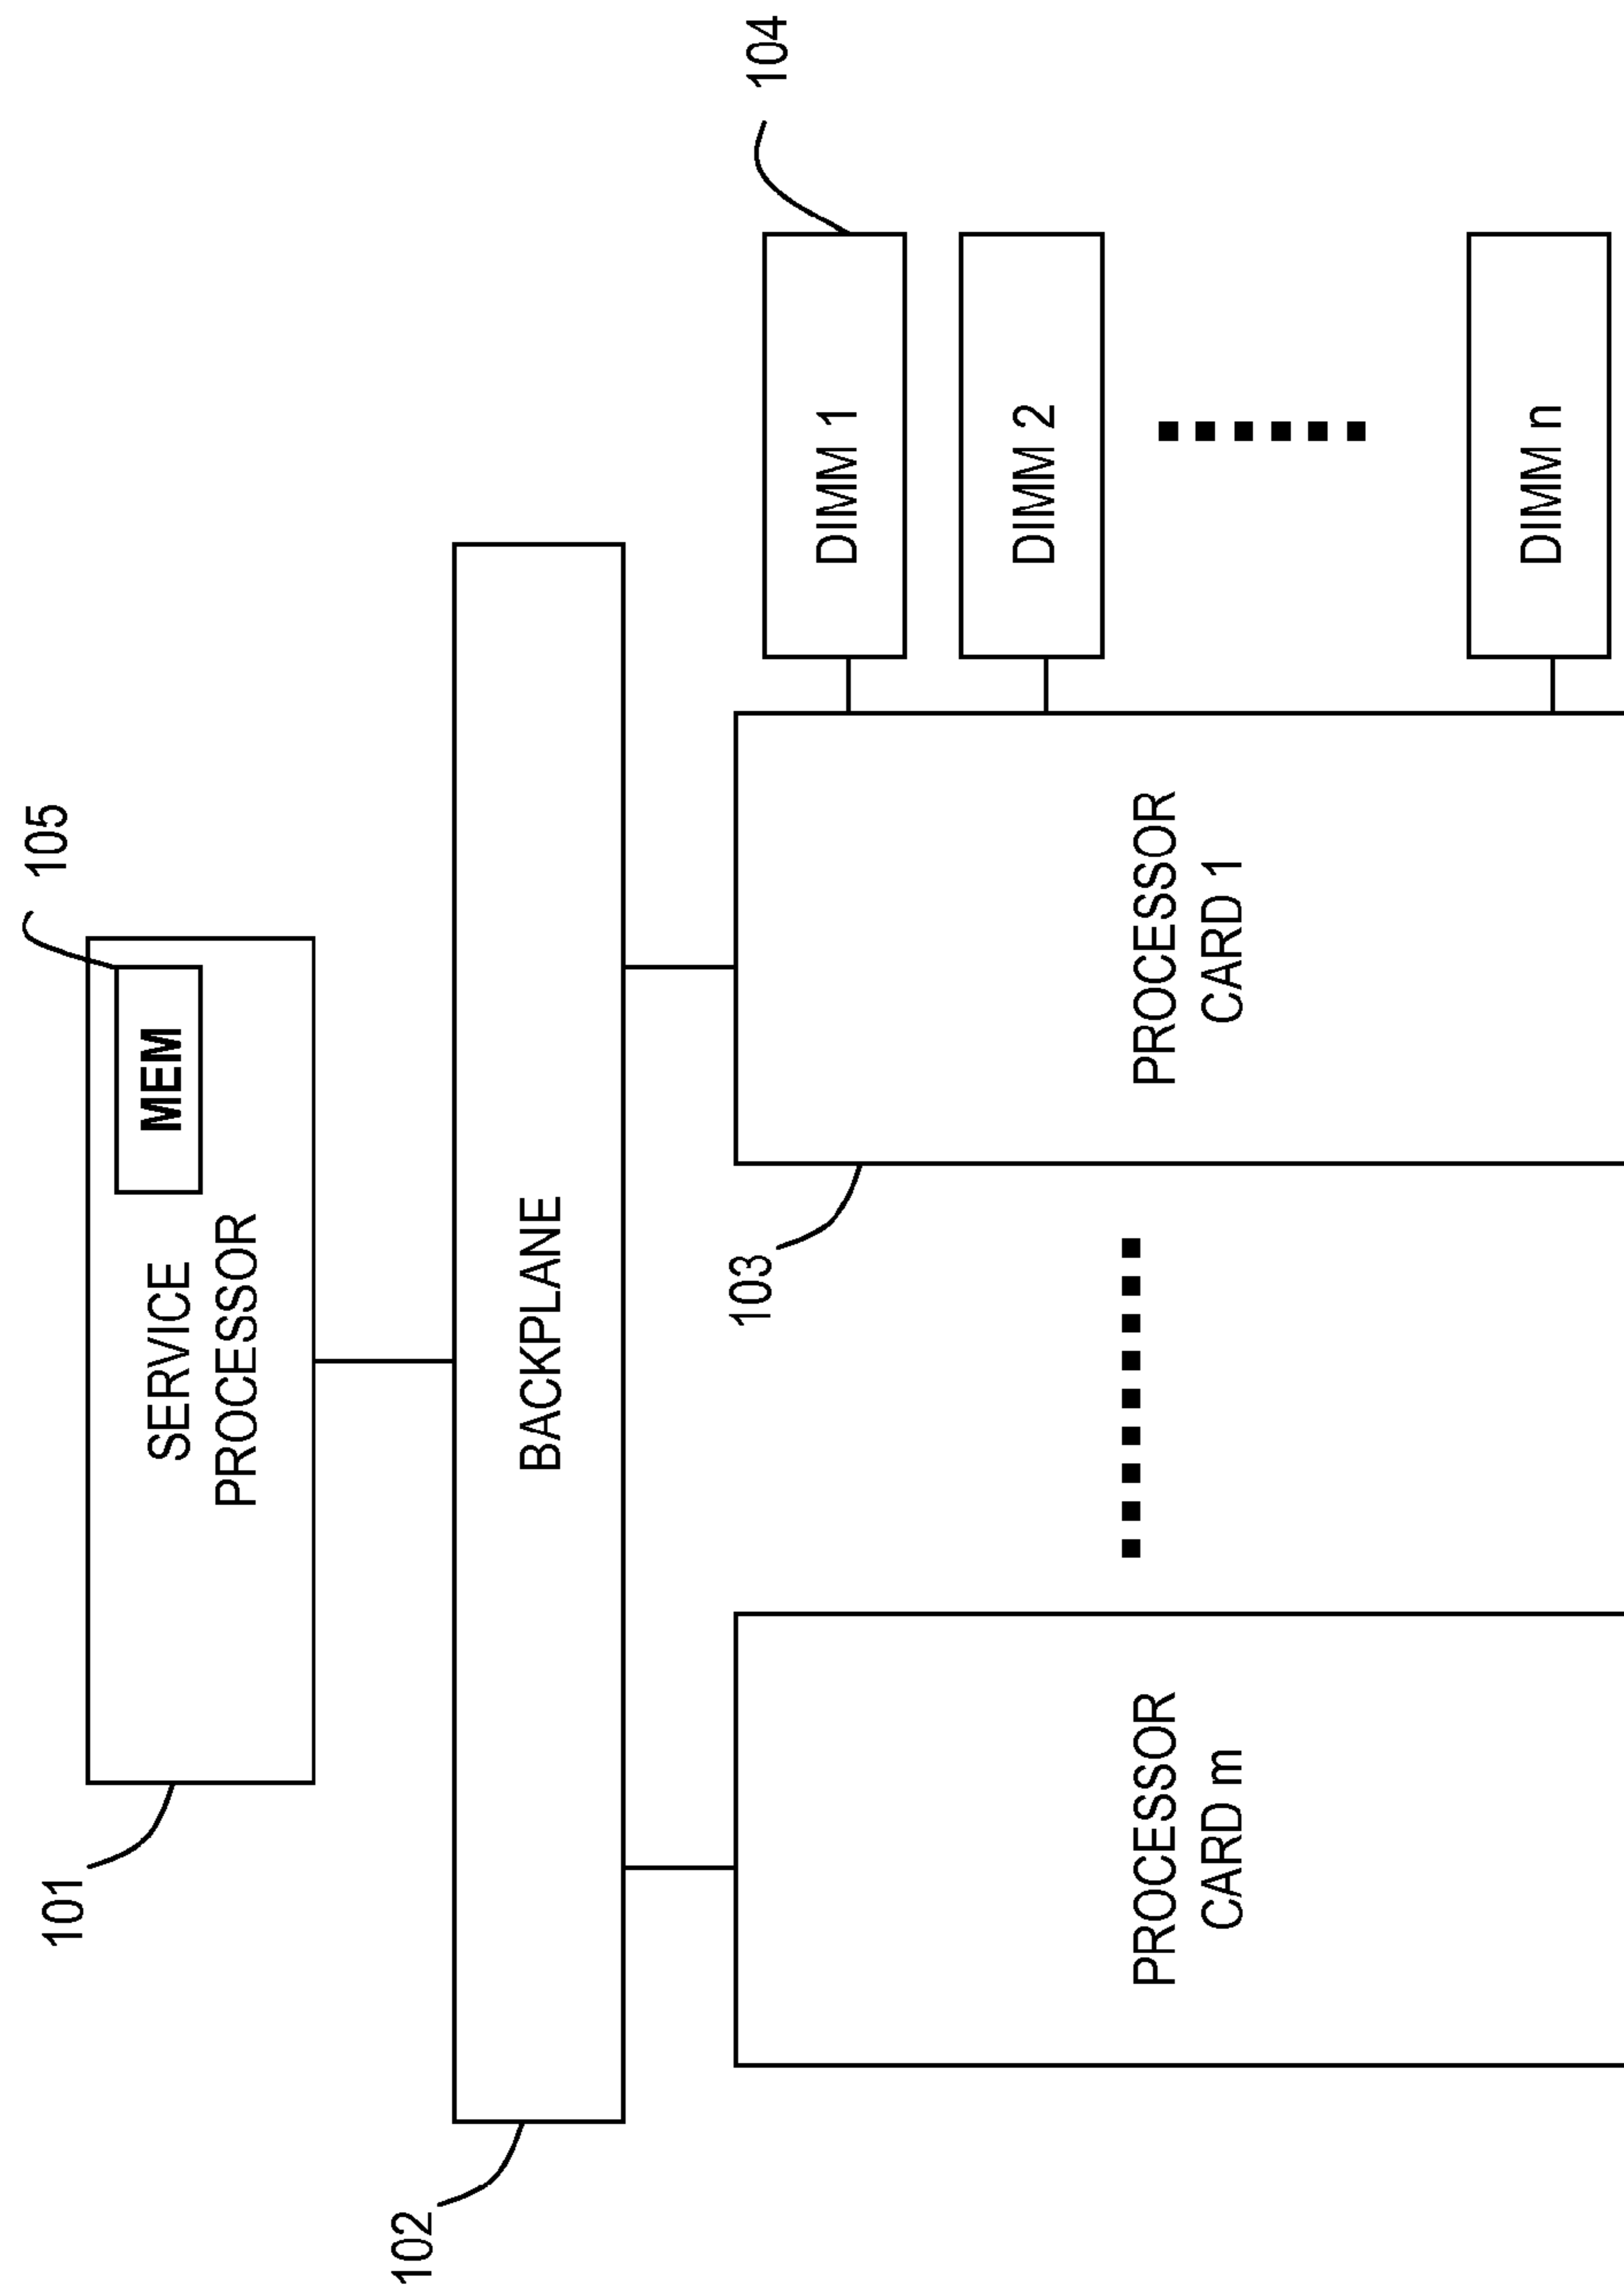 105
101
SERVICE
PROCESSOR
MEM
102
BACKPLANE
103
104
PROCESSOR
CARD m
PROCESSOR
CARD 1
DIMM 1
DIMM 2
DIMM n